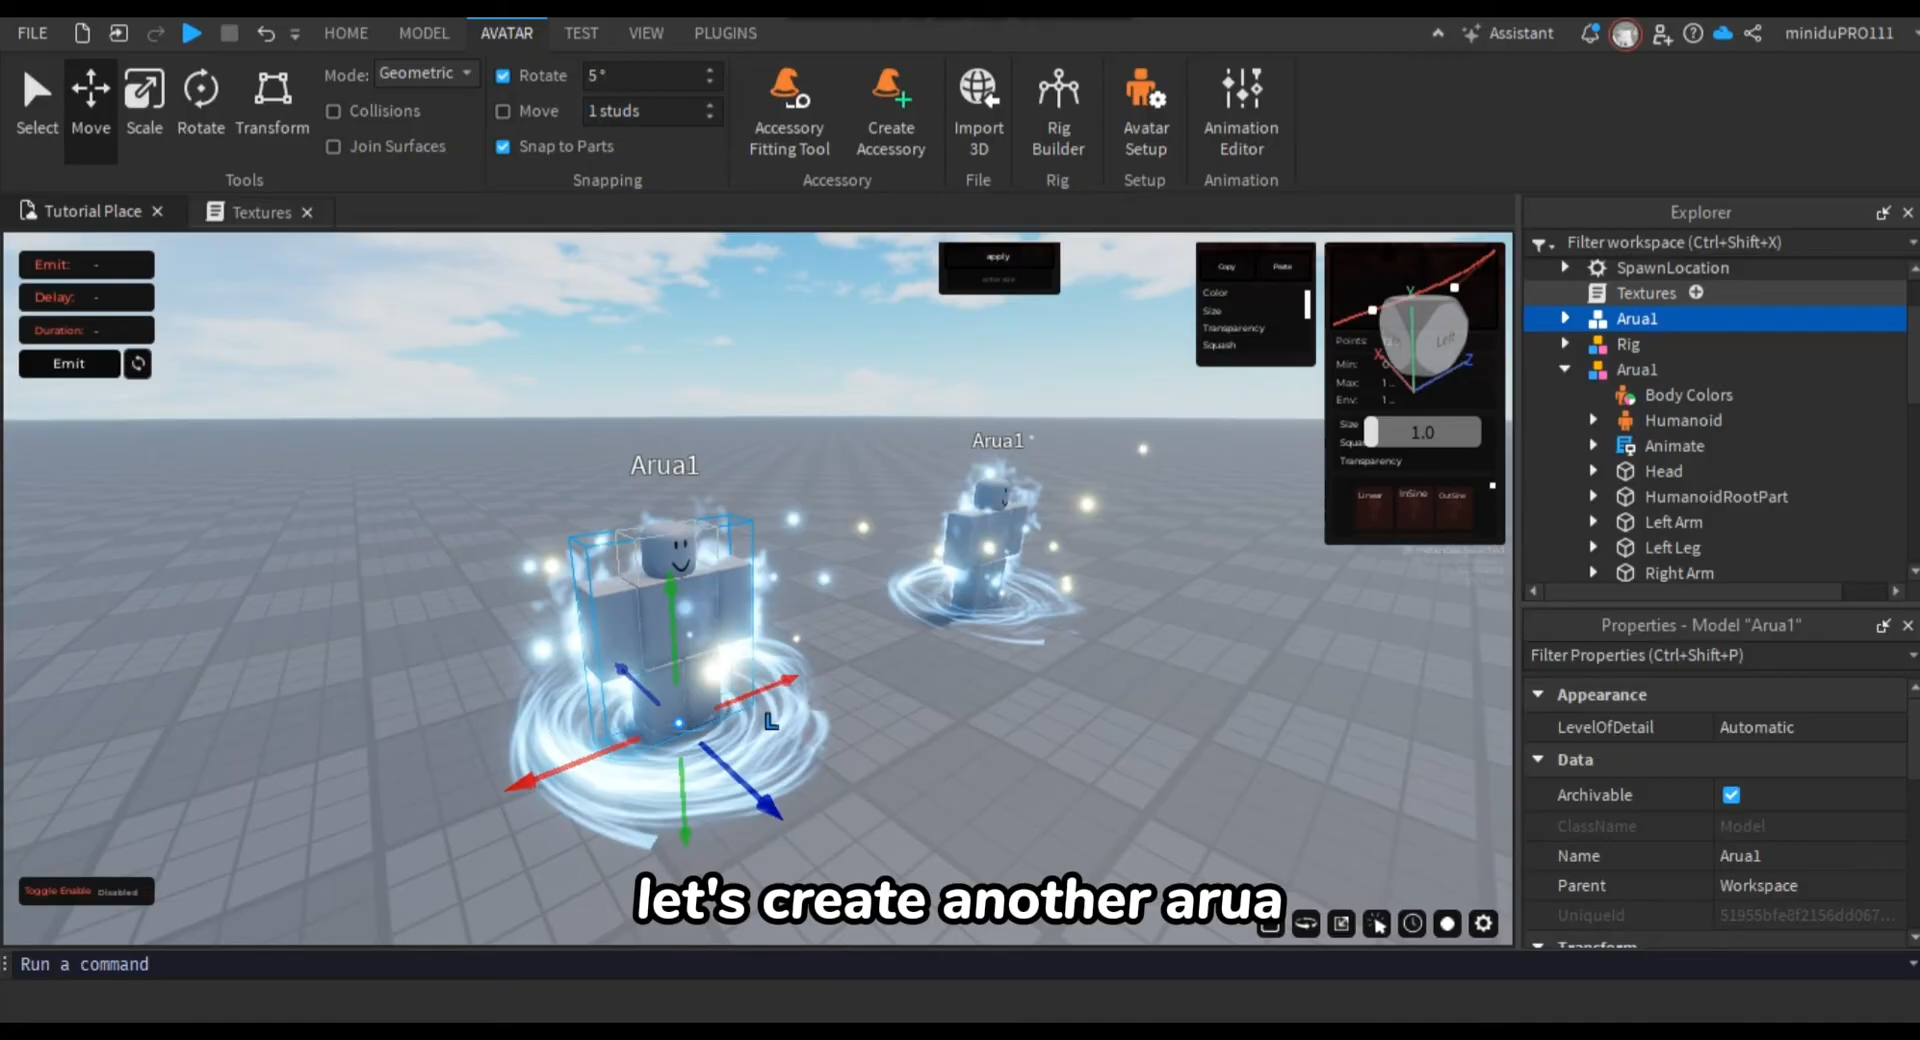 FILE HOME MODEL AVATAR TEST VIEW PLUGINS Assistant miniduPRO111
Select Move Scale Rotate Transform
Mode: Geometric
Collisions
Join Surfaces
Tools
Rotate 5°
Move 1 studs
Snap to Parts
Snapping
Accessory Fitting Tool
Create Accessory
Accessory
Import 3D
File
Rig Builder
Rig
Avatar Setup
Setup
Animation Editor
Animation
Tutorial Place
Textures
Emit: -
Delay: -
Duration: -
Emit
apply
Copy Paste
Color
Size
Transparency
Squash
Y
X
Z
Left
Points:
Min:
Max: 1 ..
Env: 1 ..
Size
1.0
Transparency
Linear InSine OutSine
Arua1
Arua1
L
Toggle Enable Disabled
let's create another arua
Run a command
Explorer
Filter workspace (Ctrl+Shift+X)
SpawnLocation
Textures
Arua1
Rig
Arua1
Body Colors
Humanoid
Animate
Head
HumanoidRootPart
Left Arm
Left Leg
Right Arm
Properties - Model "Arua1"
Filter Properties (Ctrl+Shift+P)
Appearance
LevelOfDetail Automatic
Data
Archivable
ClassName Model
Name Arua1
Parent Workspace
UniqueId 51955bfe8f2156dd067...
Transform